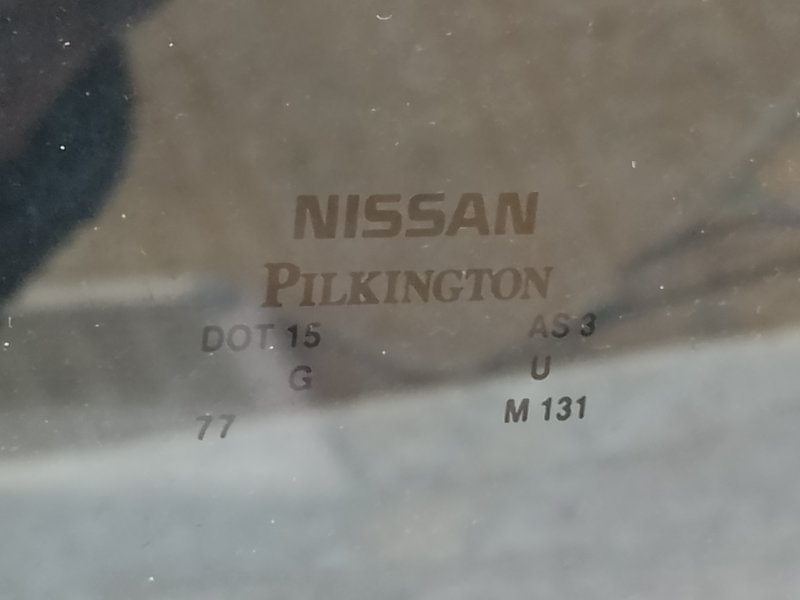 NISSAN
PILKINGTON
DOT 15 AS 3
G U
77 M 131